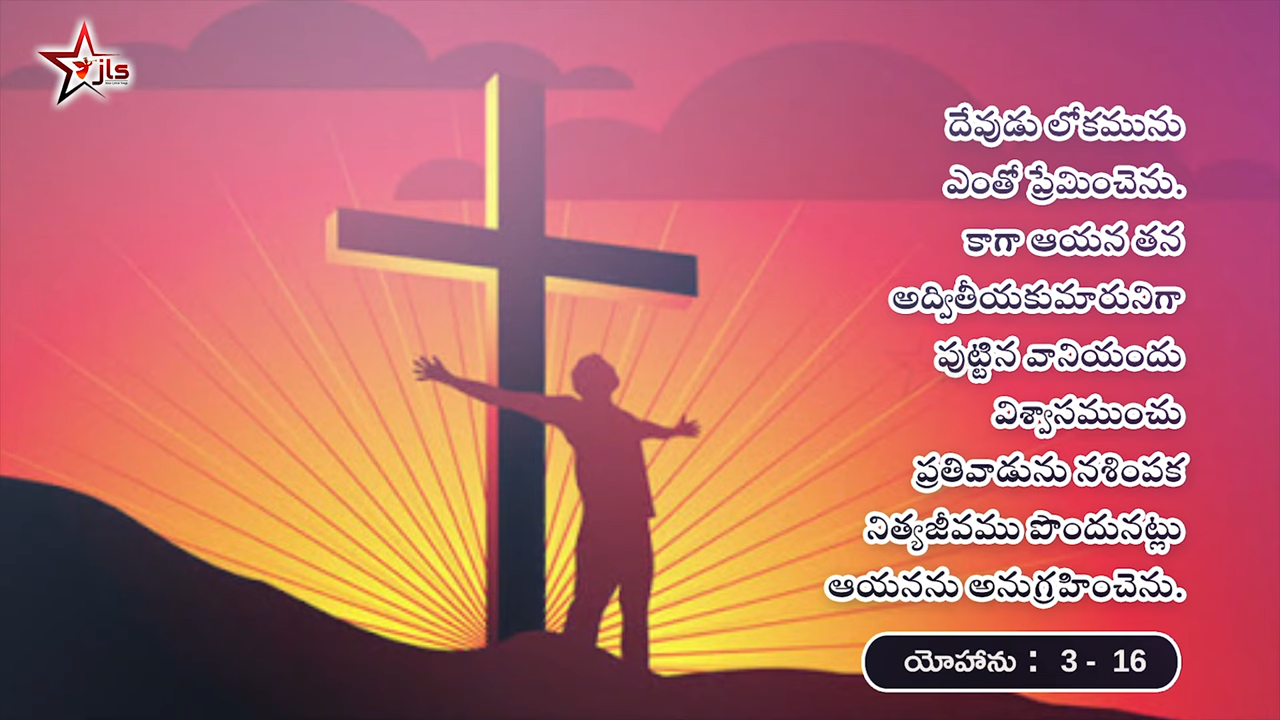 jls
దేవుడు లోకమును
ఎంతో ప్రేమించెను.
కాగా ఆయన తన
అద్వితీయకుమారునిగా
పుట్టిన వానియందు
విశ్వాసముంచు
ప్రతివాడును నశింపక
నిత్యజీవము పొందునట్లు
ఆయనను అనుగ్రహించెను.
యోహాను : 3 - 16